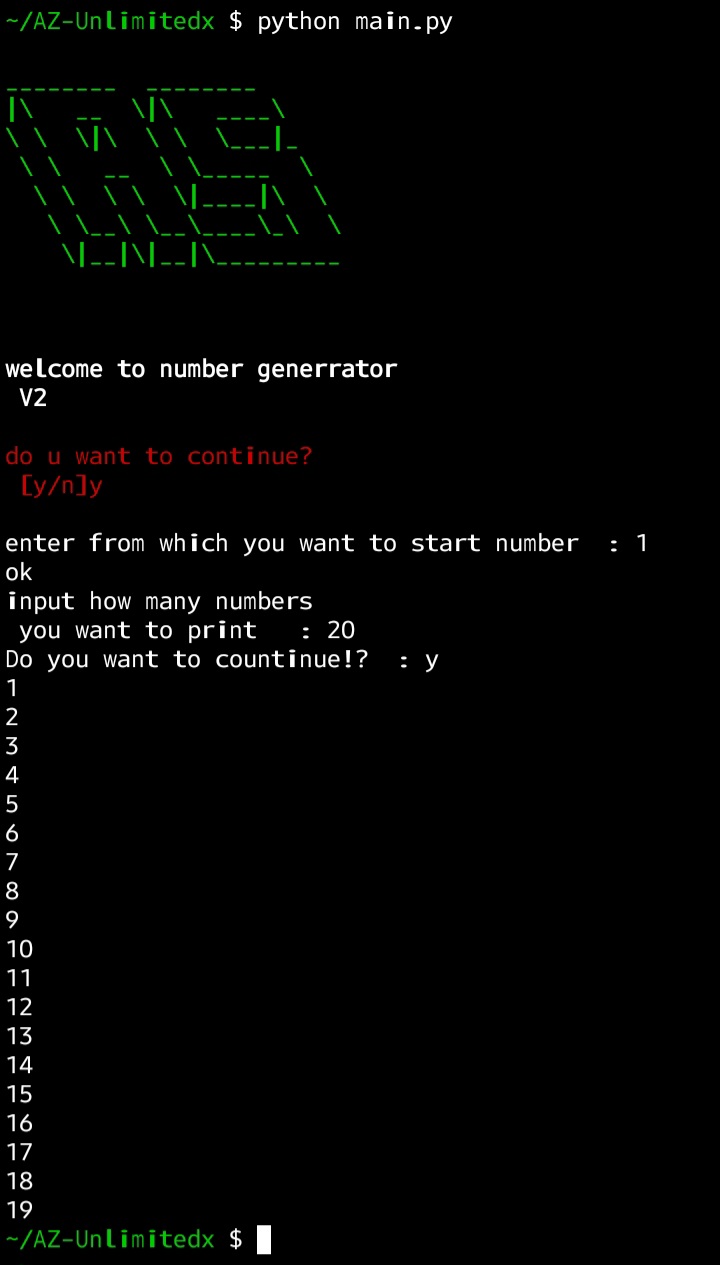 ~/AZ-Unlimitedx $ python main.py
________  ________
|\    __  \|\   ____\
\ \   \|\  \ \  \___|_
 \ \    __  \ \_____  \
  \ \  \ \  \|____|\  \
   \ \__\ \__\____\_\  \
    \|__|\|__|\_________
welcome to number generrator
 V2
do u want to continue?
 [y/n]y
enter from which you want to start number  : 1
ok
input how many numbers
 you want to print   : 20
Do you want to countinue!?  : y
1
2
3
4
5
6
7
8
9
10
11
12
13
14
15
16
17
18
19
~/AZ-Unlimitedx $